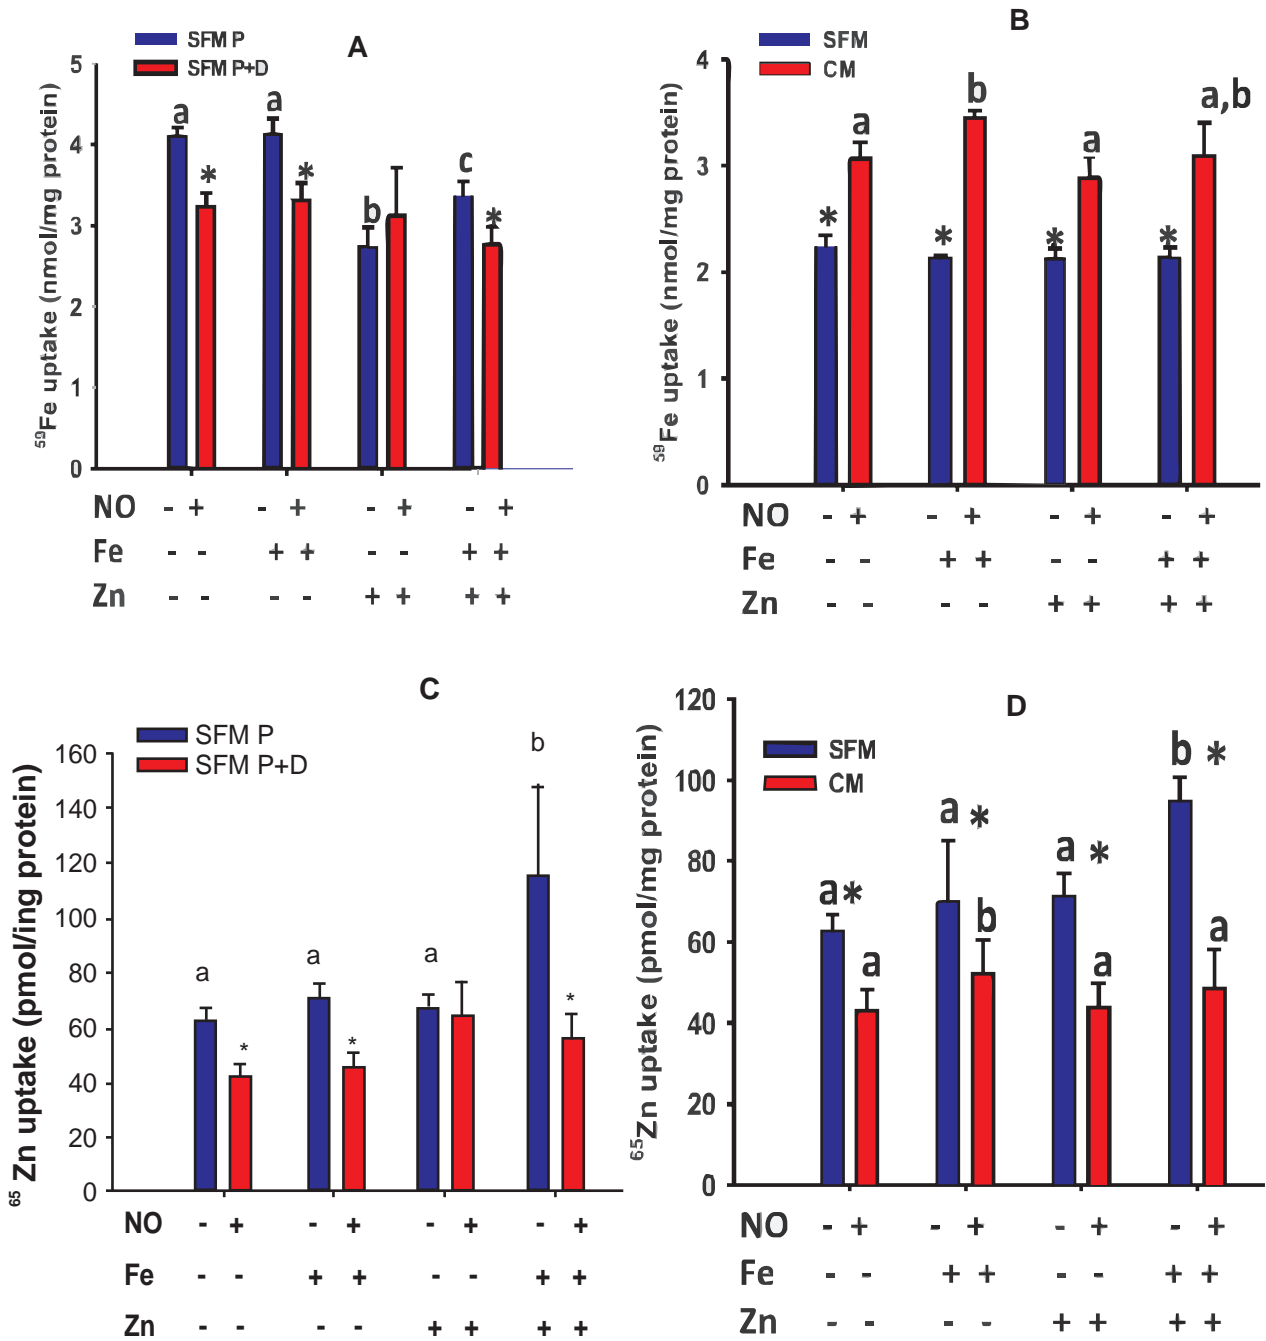 A
SFM P
SFM P+D
⁵⁹Fe uptake (nmol/mg protein)
5
4
3
2
1
0
a
*
a
*
b
c
*
NO - + - + - + - +
Fe - - + + - - + +
Zn - - - - + + + +
B
SFM
CM
⁵⁹Fe uptake (nmol/mg protein)
4
3
2
1
0
*
a
*
b
*
a
*
a,b
NO - + - + - + - +
Fe - - + + - - + +
Zn - - - - + + + +
C
SFM P
SFM P+D
⁶⁵ Zn uptake (pmol/ing protein)
160
140
120
100
80
60
40
20
0
a
*
a
*
a
b
*
NO - + - + - + - +
Fe - - + + - - + +
Zn - - - - + + + +
D
SFM
CM
⁶⁵Zn uptake (pmol/mg protein)
120
100
80
60
40
20
0
a*
a
a *
b
a *
a
b *
a
NO - + - + - + - +
Fe - - + + - - + +
Zn - - - - + + + +